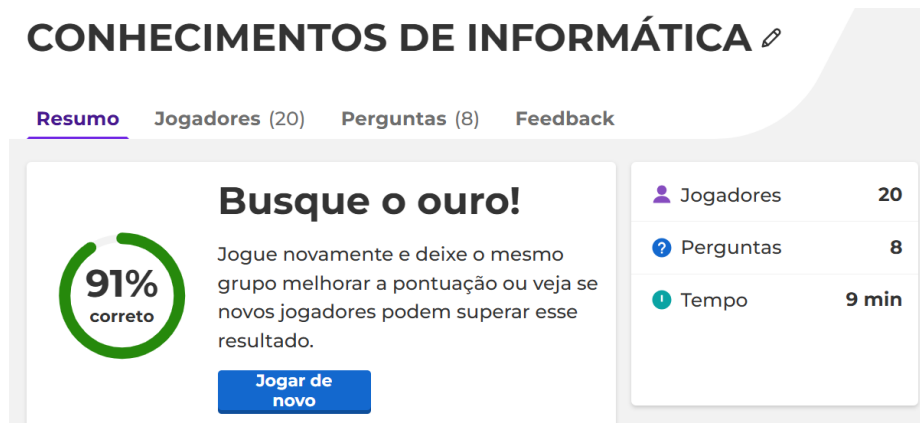 CONHECIMENTOS DE INFORMÁTICA
Resumo Jogadores (20) Perguntas (8) Feedback
91%
correto
Busque o ouro!
Jogue novamente e deixe o mesmo
grupo melhorar a pontuação ou veja se
novos jogadores podem superar esse
resultado.
Jogar de
novo
Jogadores 20
Perguntas 8
Tempo 9 min